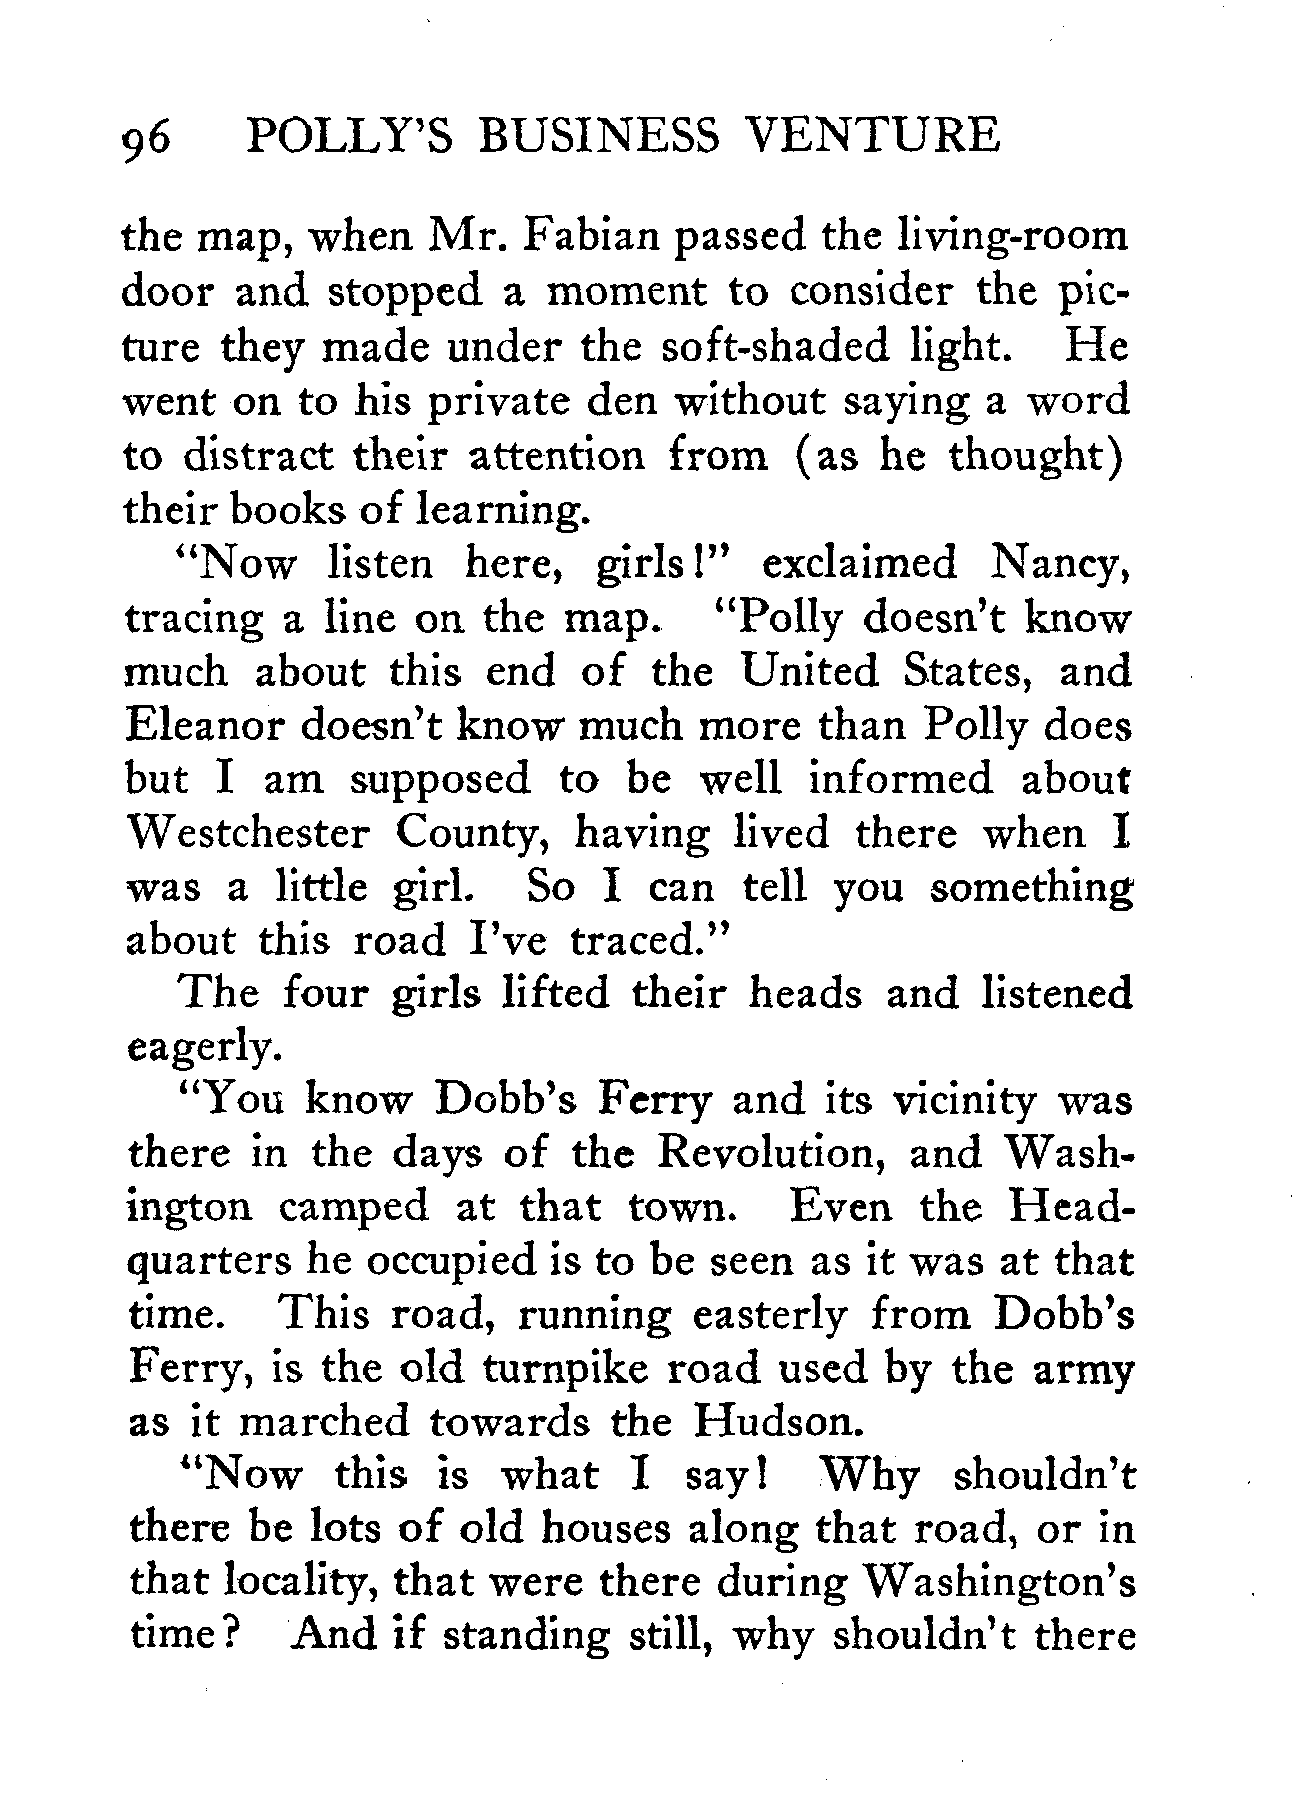 96 POLLY'S BUSINESS VENTURE
the map, when Mr. Fabian passed the living-room
door and stopped a moment to consider the pic-
ture they made under the soft-shaded light. He
went on to his private den without saying a word
to distract their attention from (as he thought)
their books of learning.
"Now listen here, girls!" exclaimed Nancy,
tracing a line on the map. "Polly doesn't know
much about this end of the United States, and
Eleanor doesn't know much more than Polly does
but I am supposed to be well informed about
Westchester County, having lived there when I
was a little girl. So I can tell you something
about this road I've traced."
The four girls lifted their heads and listened
eagerly.
"You know Dobb's Ferry and its vicinity was
there in the days of the Revolution, and Wash-
ington camped at that town. Even the Head-
quarters he occupied is to be seen as it was at that
time. This road, running easterly from Dobb's
Ferry, is the old turnpike road used by the army
as it marched towards the Hudson.
"Now this is what I say! Why shouldn't
there be lots of old houses along that road, or in
that locality, that were there during Washington's
time? And if standing still, why shouldn't there